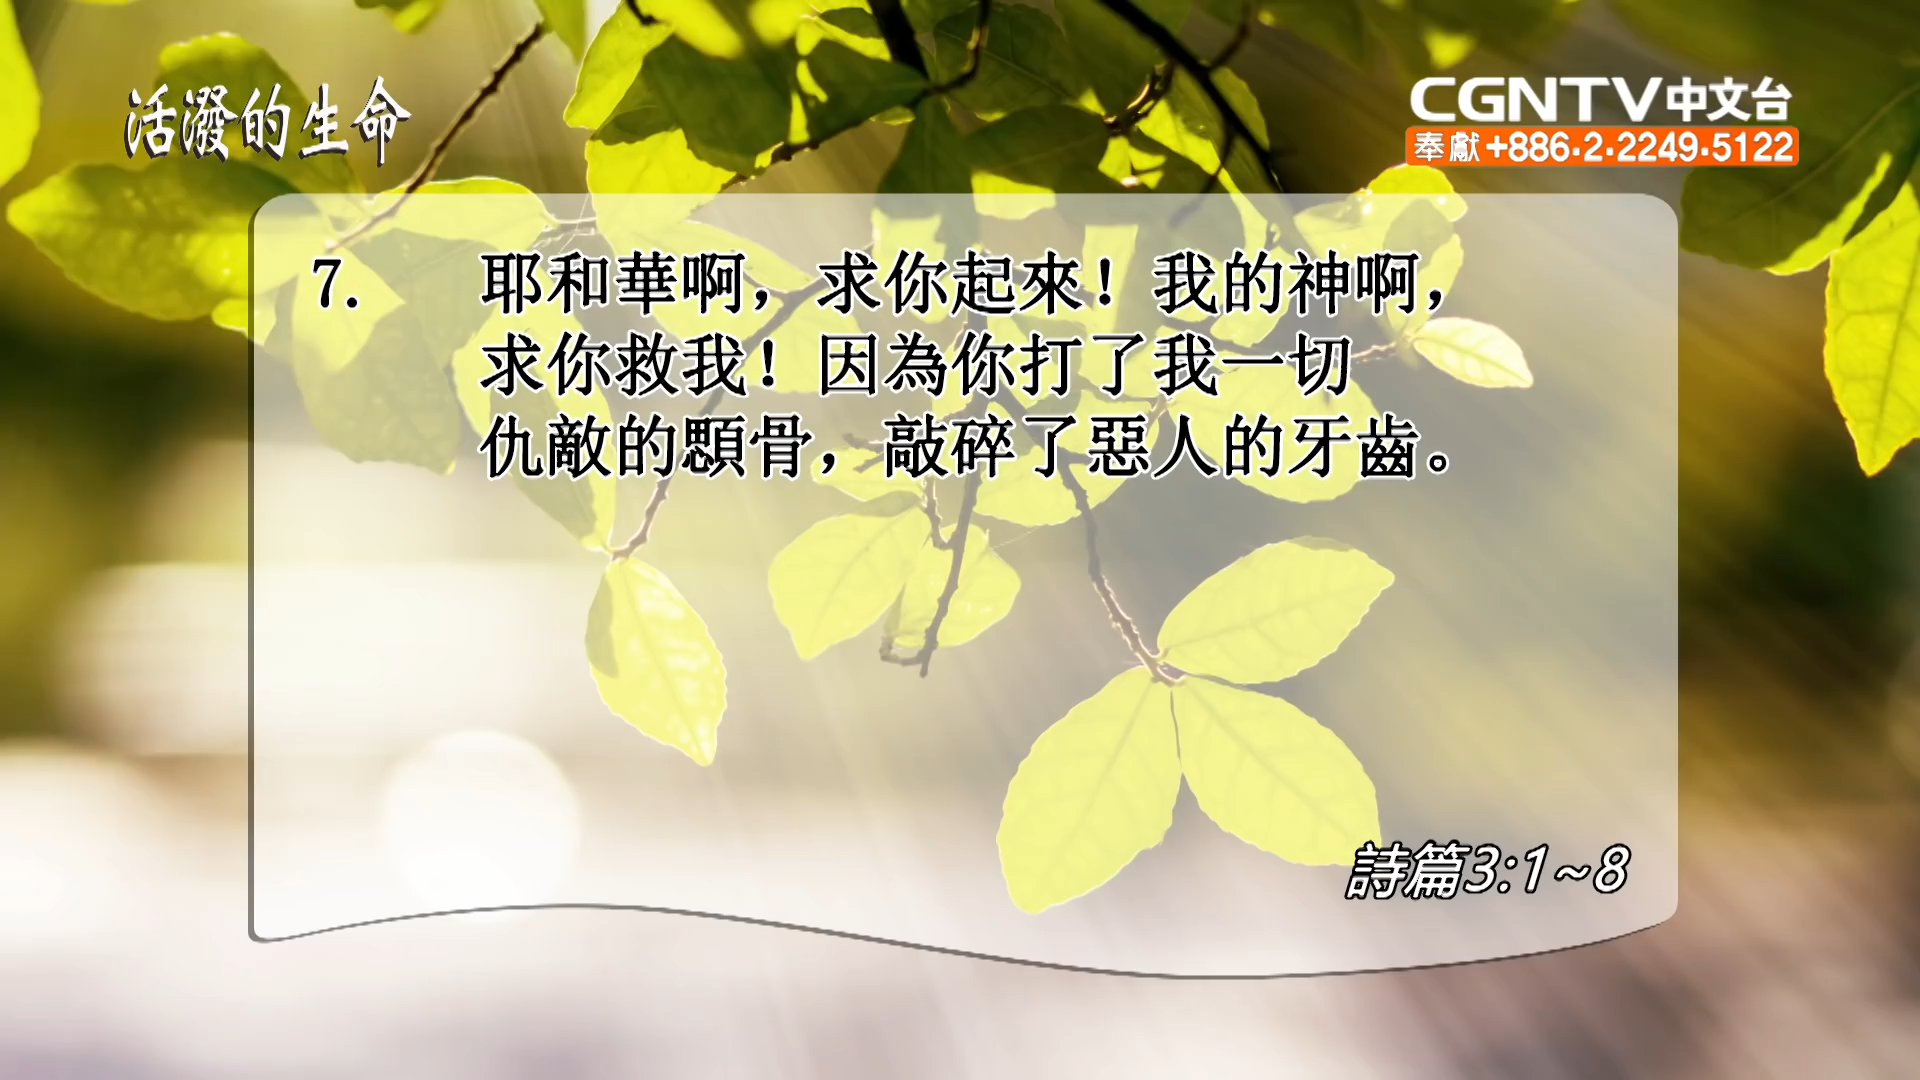 活潑的生命
CGNTV中文台
奉獻+886·2·2249·5122
7. 耶和華啊，求你起來！我的神啊，
求你救我！因為你打了我一切
仇敵的顋骨，敲碎了惡人的牙齒。
詩篇3:1~8